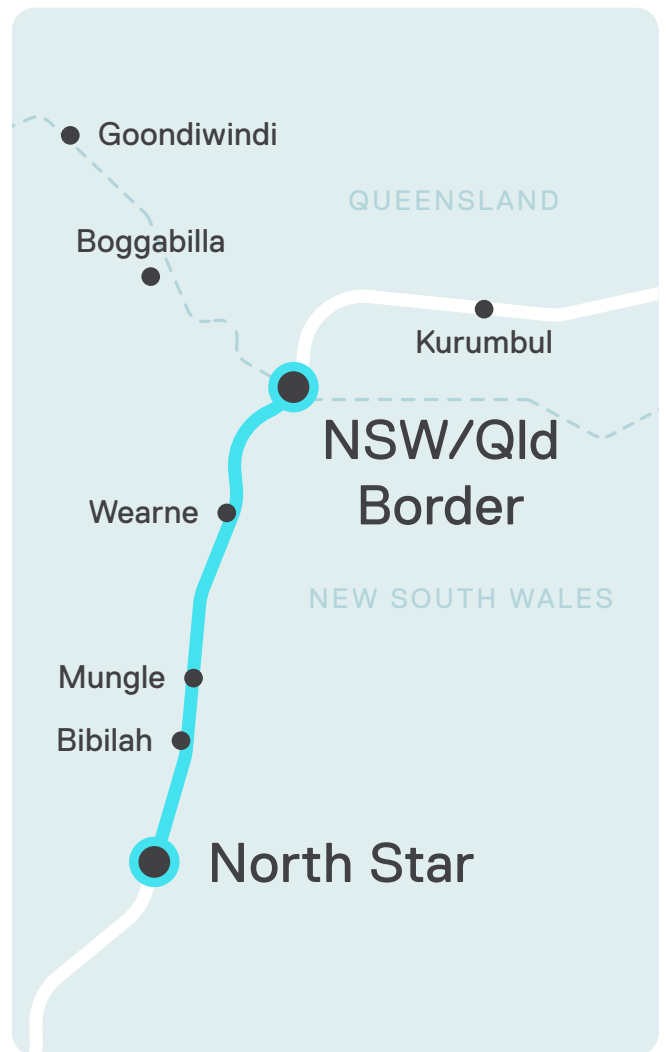 Goondiwindi
QUEENSLAND
Boggabilla
Kurumbul
NSW/Qld
Border
Wearne
NEW SOUTH WALES
Mungle
Bibilah
North Star